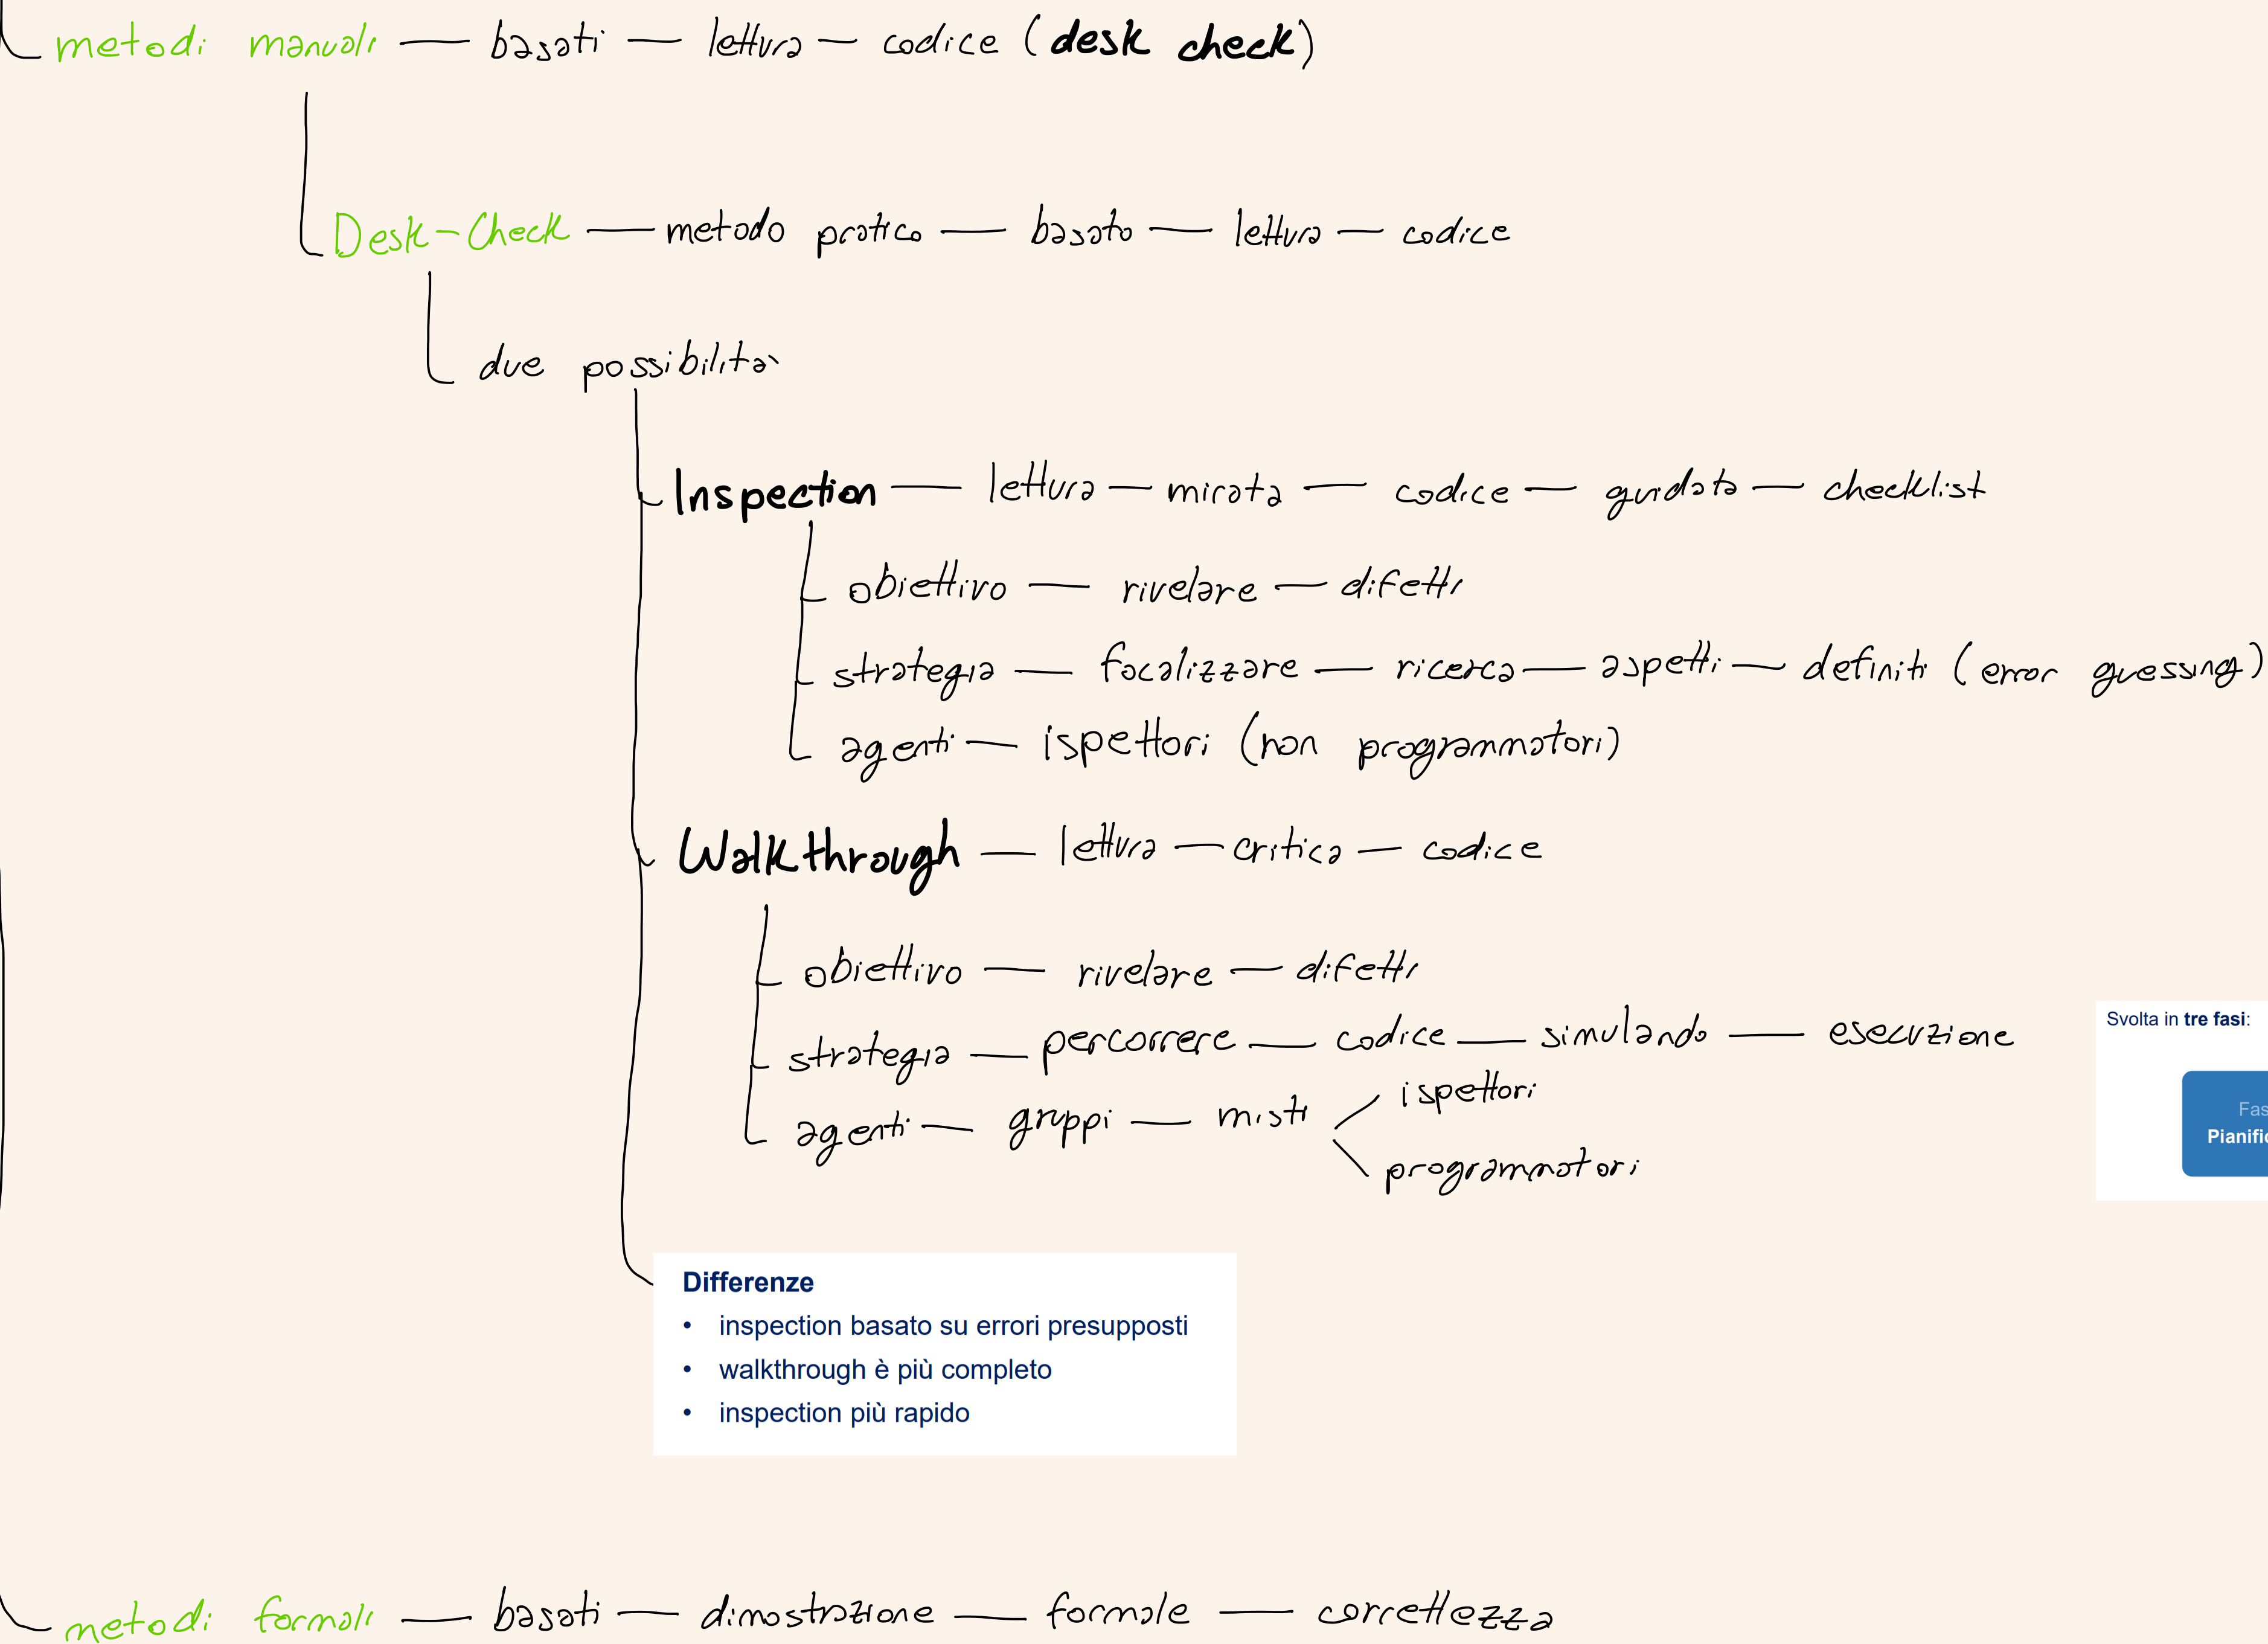 metodi manuali — basati — lettura — codice (desk check)
Desk-Check — metodo pratico — basato — lettura — codice
due possibilità
Inspection — lettura — mirata — codice — guidata — checklist
obiettivo — rivelare — difetti
strategia — focalizzare — ricerca — aspetti — definiti (error guessing)
agenti — ispettori (non programmatori)
Walkthrough — lettura — critica — codice
obiettivo — rivelare — difetti
strategia — percorrere — codice — simulando — esecuzione
agenti — gruppi — misti
ispettori
programmatori
Svolta in tre fasi:
Fas
Pianific
Differenze
• inspection basato su errori presupposti
• walkthrough è più completo
• inspection più rapido
metodi formali — basati — dimostrazione — formale — correttezza